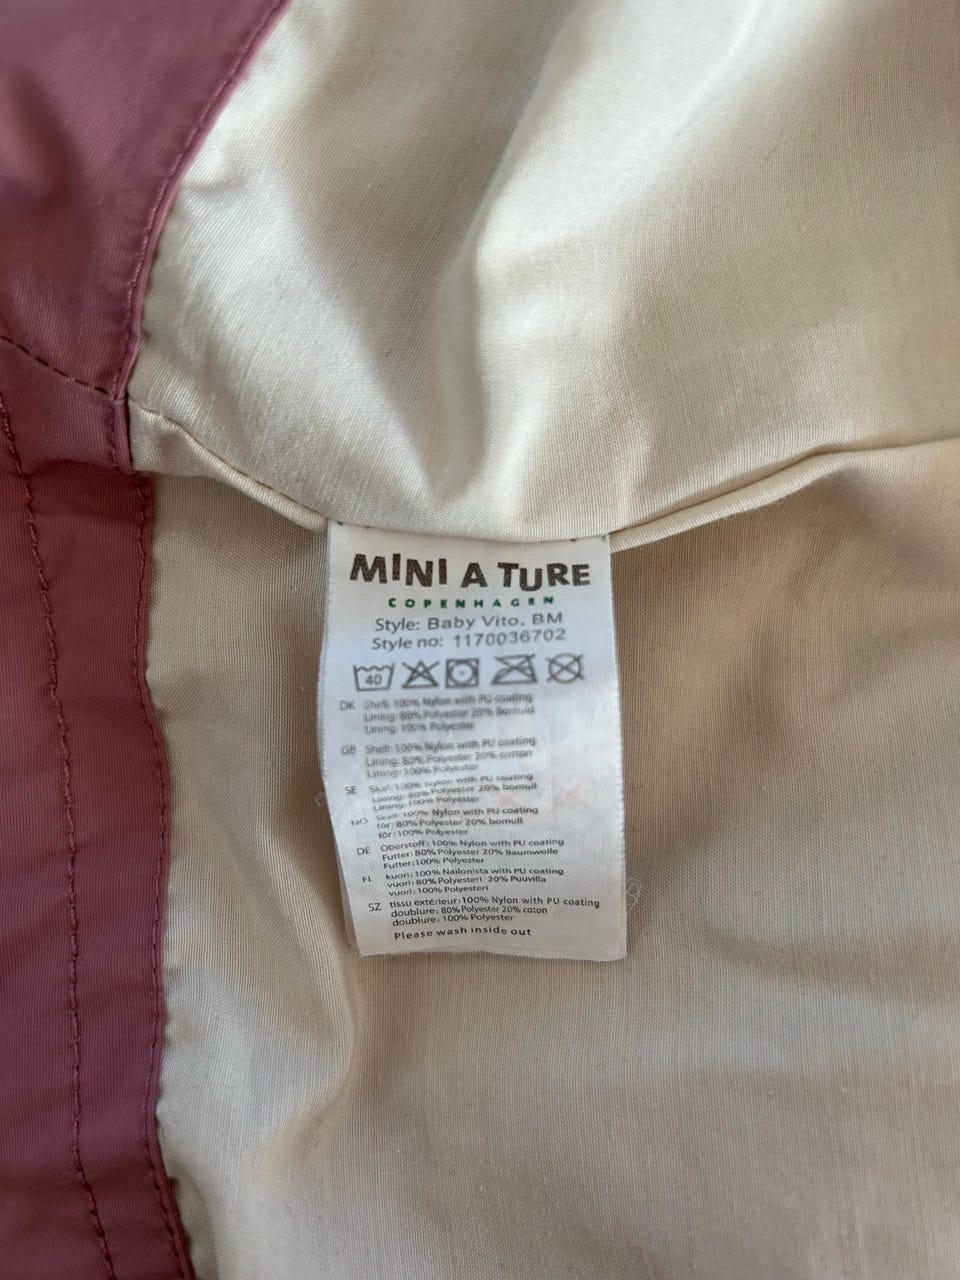 MINI A TURE
COPENHAGEN
Style: Baby Vito. BM
Style no: 1170036702
40
DK Shell: 100% Nylon with PU coating
Lining: 80% Polyester 20% Bomuld
Lining: 100% Polyester
GB Shell: 100% Nylon with PU coating
Lining: 80% Polyester 20% cotton
Lining: 100% Polyester
SE Skal: 100% Nylon with PU coating
Lining: 80% Polyester 20% bomull
Lining: 100% Polyester
NO Skall: 100% Nylon with PU coating
fôr: 80% Polyester 20% bomull
fôr: 100% Polyester
DE Oberstoff: 100% Nylon with PU coating
Futter: 80% Polyester 20% Baumwolle
Futter: 100% Polyester
FI kuori: 100% Nailonista with PU coating
vuori: 80% Polyesteri 20% Puuvilla
vuori: 100% Polyesteri
SZ tissu extérieur: 100% Nylon with PU coating
doublure: 80% Polyester 20% coton
doublure: 100% Polyester
Please wash inside out